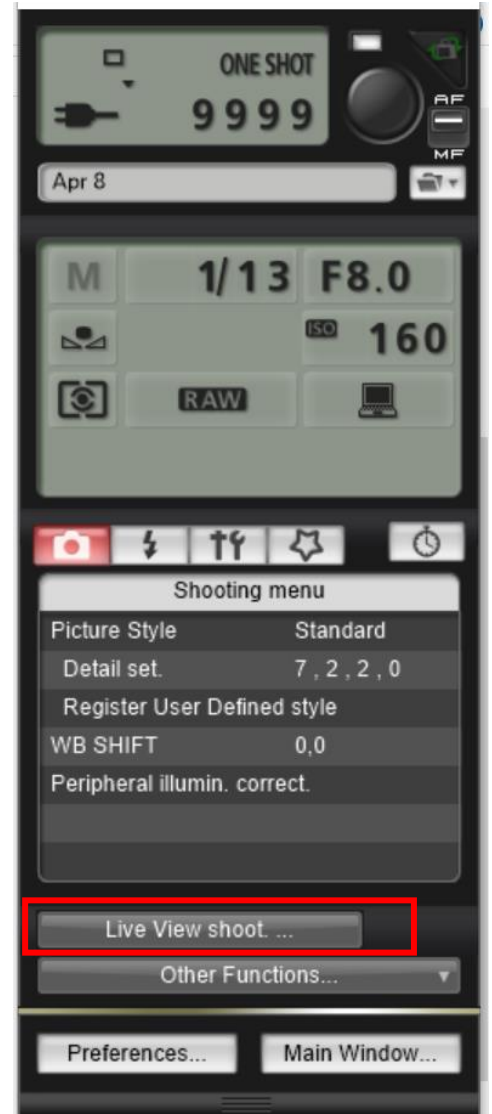 ONE SHOT
9999
AF
MF
Apr 8
M 1/13 F8.0
ISO 160
RAW
Shooting menu
Picture Style Standard
Detail set. 7 , 2 , 2 , 0
Register User Defined style
WB SHIFT 0,0
Peripheral illumin. correct.
Live View shoot. ...
Other Functions...
Preferences... Main Window...